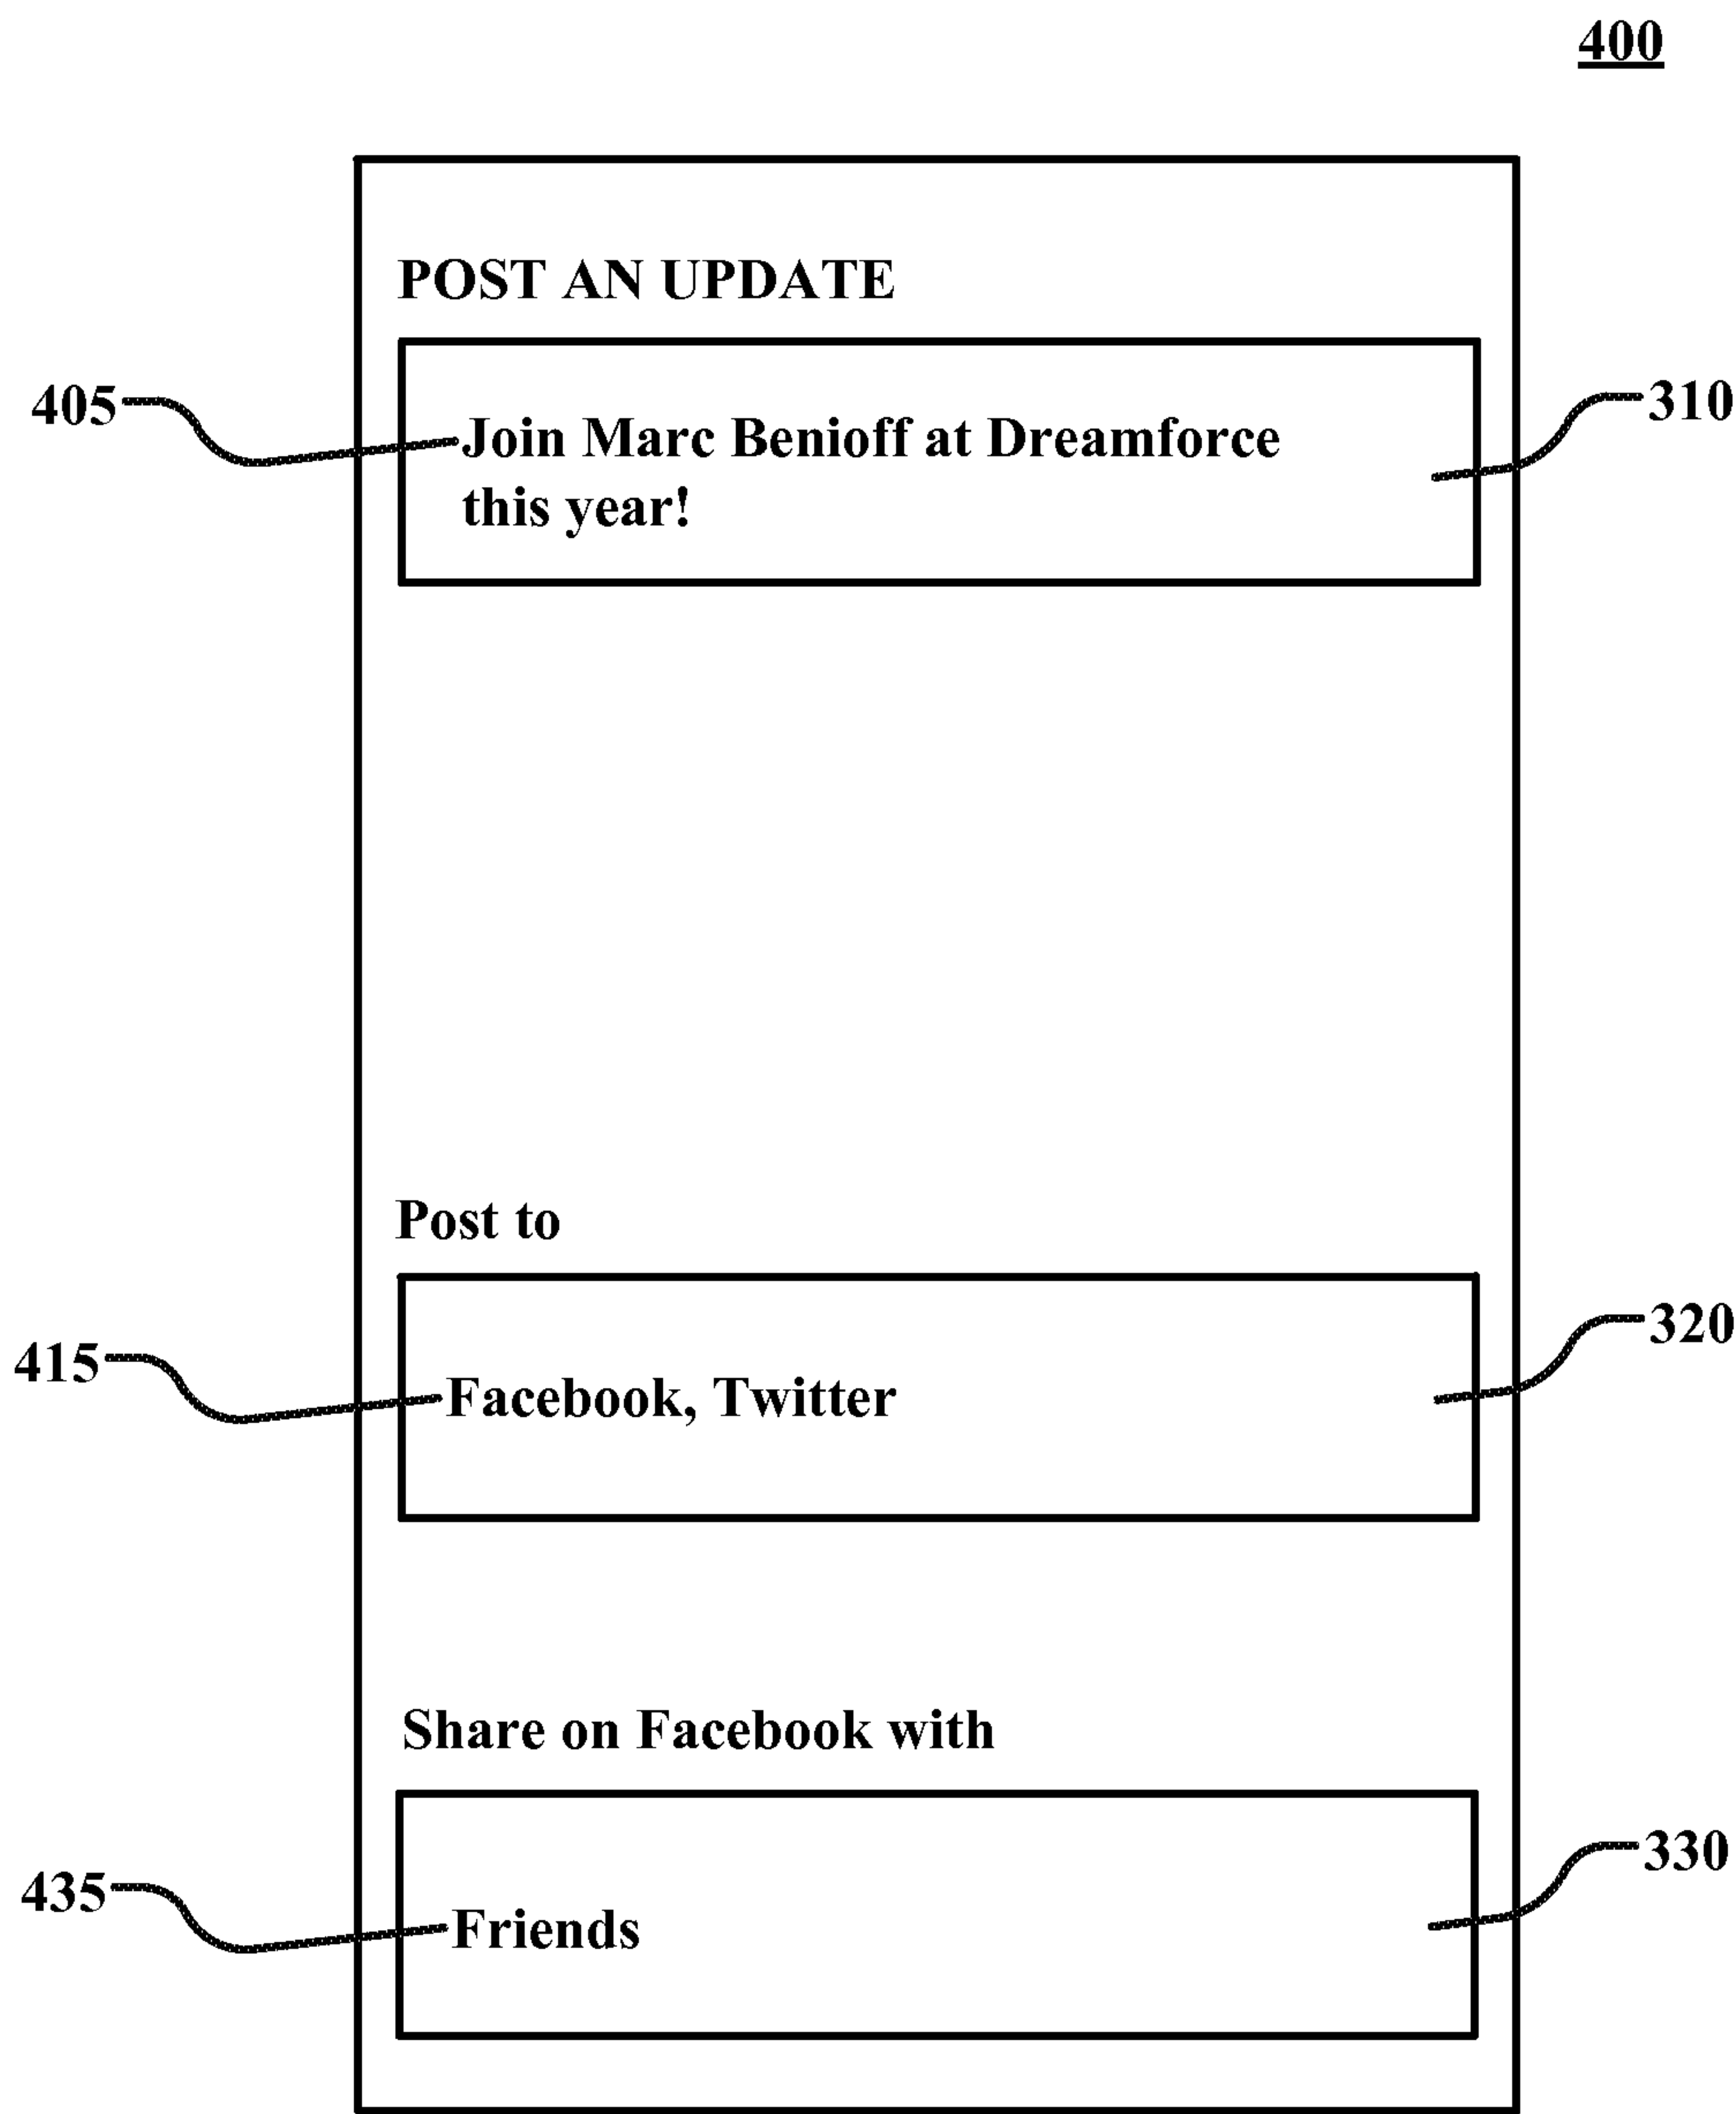 400
POST AN UPDATE
405
Join Marc Benioff at Dreamforce
this year!
310
Post to
415
Facebook, Twitter
320
Share on Facebook with
435
Friends
330